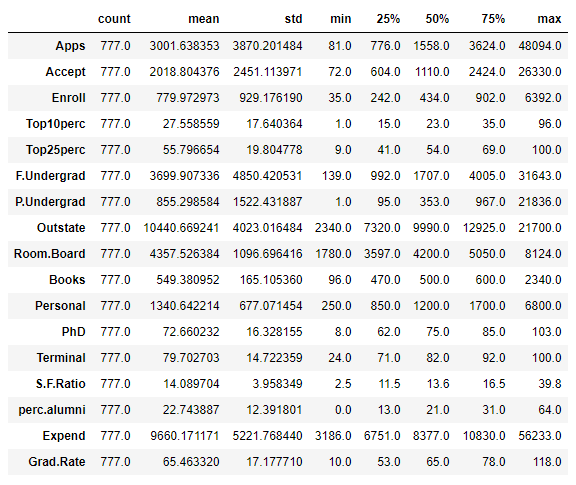 count mean std min 25% 50% 75% max
Apps 777.0 3001.638353 3870.201484 81.0 776.0 1558.0 3624.0 48094.0
Accept 777.0 2018.804376 2451.113971 72.0 604.0 1110.0 2424.0 26330.0
Enroll 777.0 779.972973 929.176190 35.0 242.0 434.0 902.0 6392.0
Top10perc 777.0 27.558559 17.640364 1.0 15.0 23.0 35.0 96.0
Top25perc 777.0 55.796654 19.804778 9.0 41.0 54.0 69.0 100.0
F.Undergrad 777.0 3699.907336 4850.420531 139.0 992.0 1707.0 4005.0 31643.0
P.Undergrad 777.0 855.298584 1522.431887 1.0 95.0 353.0 967.0 21836.0
Outstate 777.0 10440.669241 4023.016484 2340.0 7320.0 9990.0 12925.0 21700.0
Room.Board 777.0 4357.526384 1096.696416 1780.0 3597.0 4200.0 5050.0 8124.0
Books 777.0 549.380952 165.105360 96.0 470.0 500.0 600.0 2340.0
Personal 777.0 1340.642214 677.071454 250.0 850.0 1200.0 1700.0 6800.0
PhD 777.0 72.660232 16.328155 8.0 62.0 75.0 85.0 103.0
Terminal 777.0 79.702703 14.722359 24.0 71.0 82.0 92.0 100.0
S.F.Ratio 777.0 14.089704 3.958349 2.5 11.5 13.6 16.5 39.8
perc.alumni 777.0 22.743887 12.391801 0.0 13.0 21.0 31.0 64.0
Expend 777.0 9660.171171 5221.768440 3186.0 6751.0 8377.0 10830.0 56233.0
Grad.Rate 777.0 65.463320 17.177710 10.0 53.0 65.0 78.0 118.0